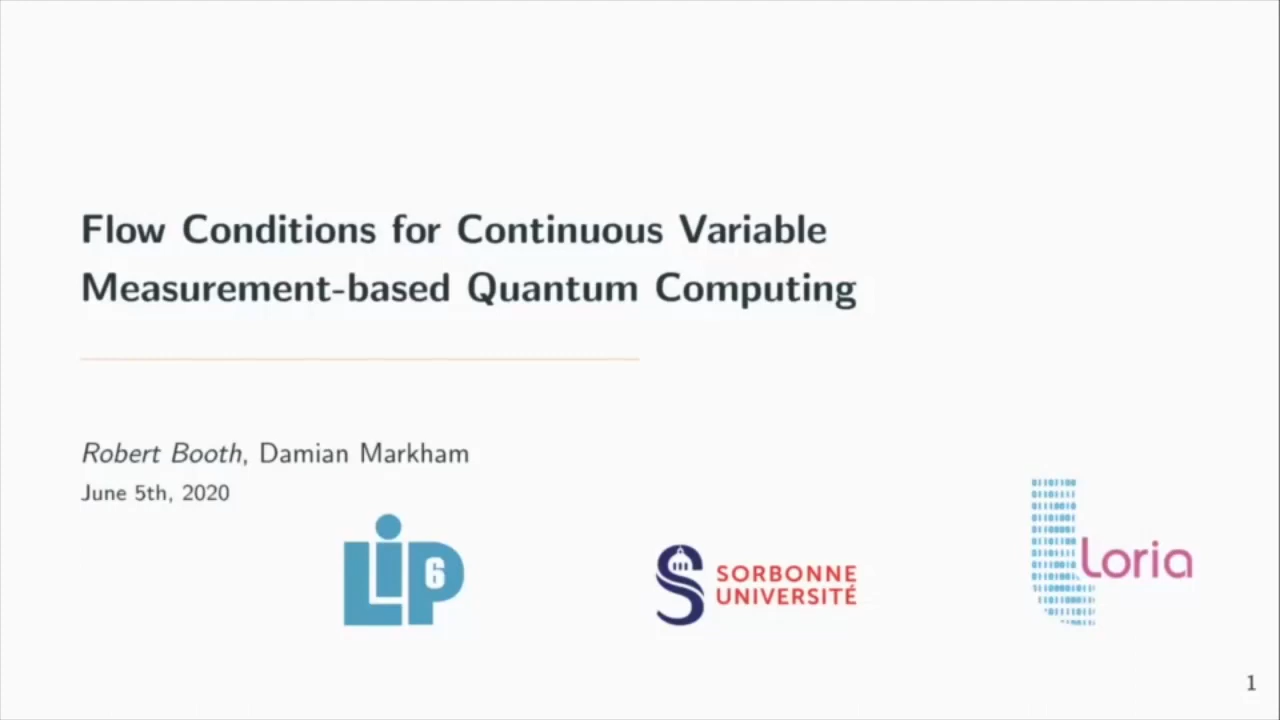 Flow Conditions for Continuous Variable
Measurement-based Quantum Computing
Robert Booth, Damian Markham
June 5th, 2020
LIP6
SORBONNE
UNIVERSITÉ
Loria
1